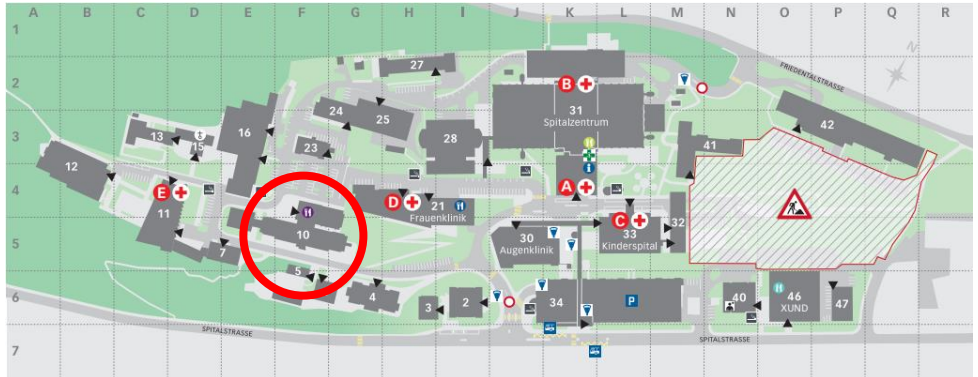 A B C D E F G H I J K L M N O P Q R
1
2
3
4
5
6
7
N
FRIEDENTALSTRASSE
27
B
31
Spitalzentrum
24
25
42
13
15
16
28
23
41
12
E
A
D
21
Frauenklinik
C
33
Kinderspital
32
11
10
30
Augenklinik
7
5
4
3
2
34
P
40
46
XUND
47
SPITALSTRASSE
SPITALSTRASSE